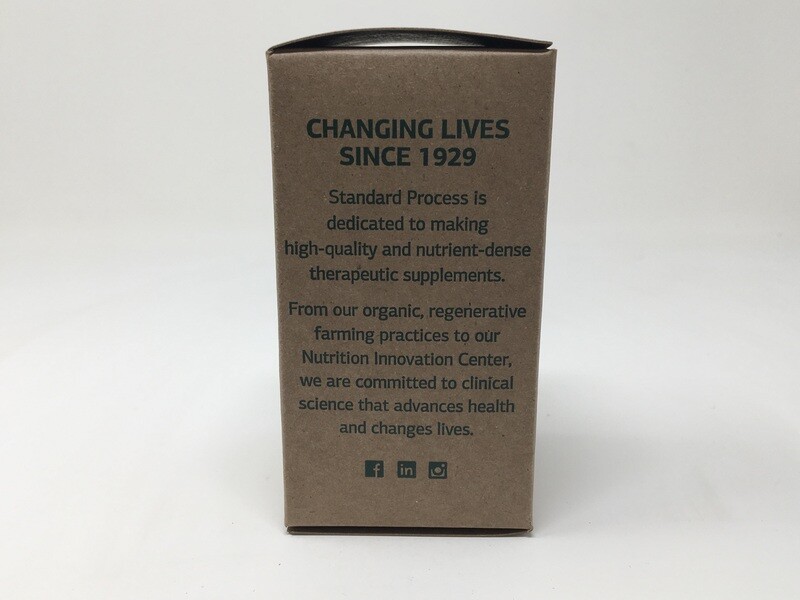 CHANGING LIVES
SINCE 1929
Standard Process is
dedicated to making
high-quality and nutrient-dense
therapeutic supplements.
From our organic, regenerative
farming practices to our
Nutrition Innovation Center,
we are committed to clinical
science that advances health
and changes lives.
f in